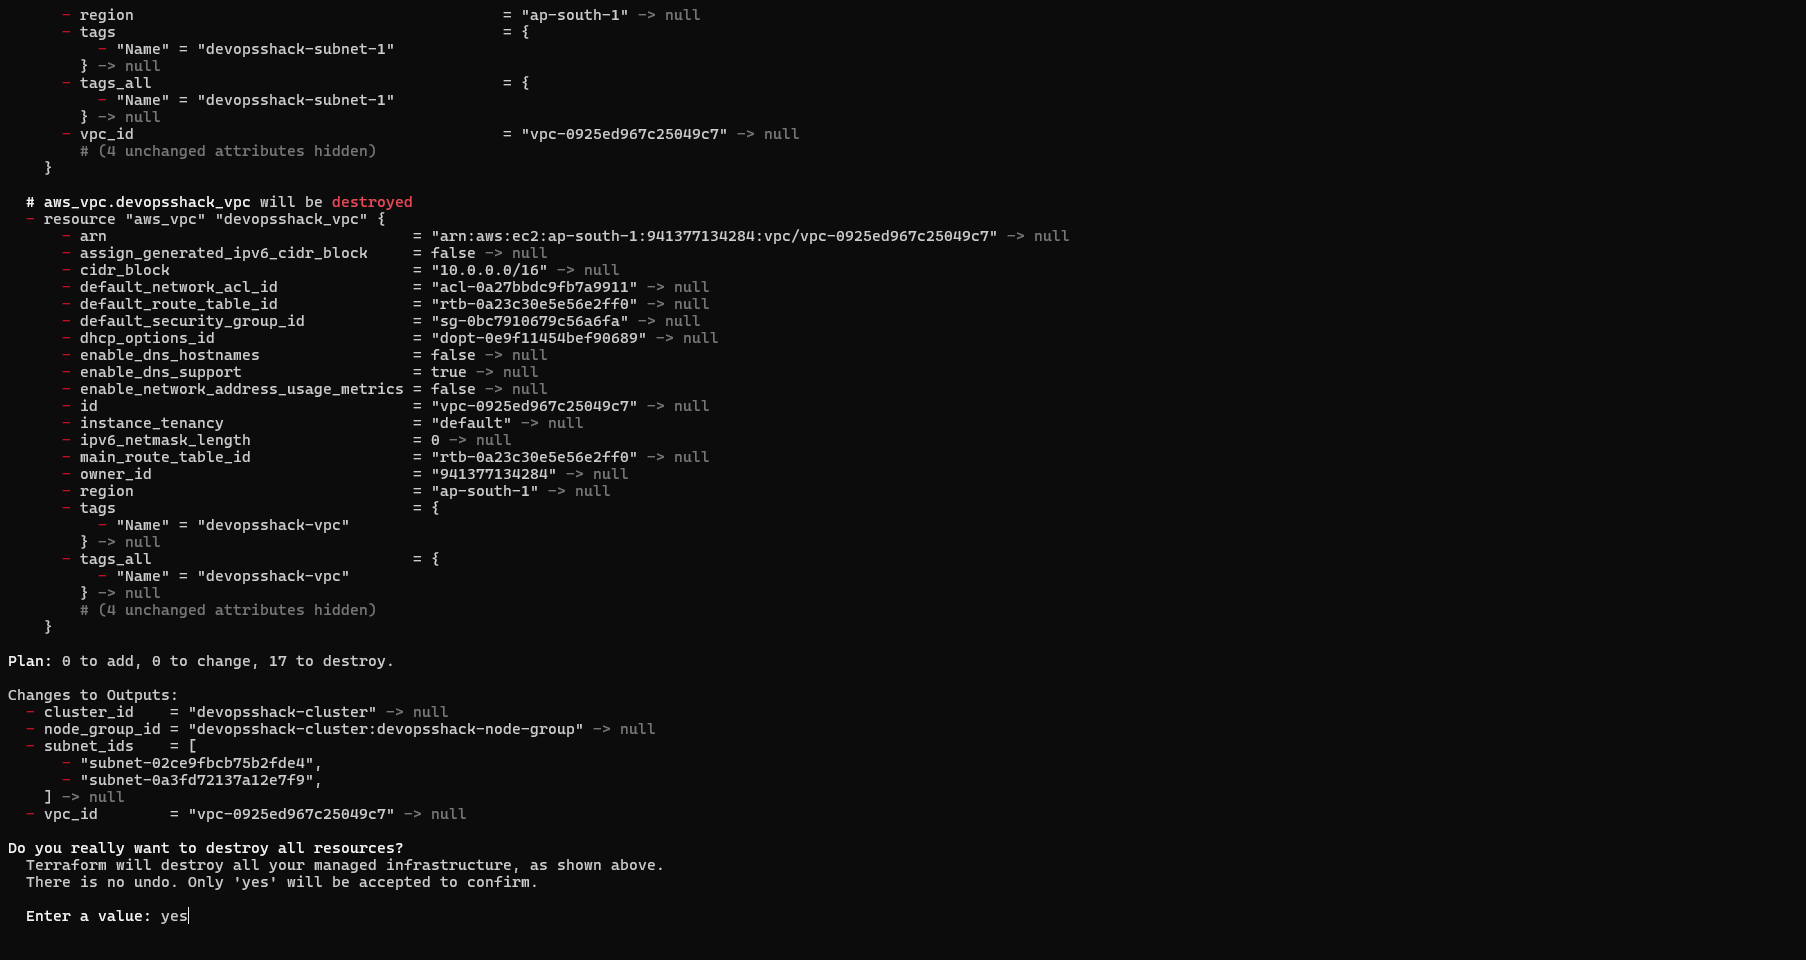 - region = "ap-south-1" -> null
- tags = {
- "Name" = "devopsshack-subnet-1"
} -> null
- tags_all = {
- "Name" = "devopsshack-subnet-1"
} -> null
- vpc_id = "vpc-0925ed967c25049c7" -> null
# (4 unchanged attributes hidden)
}
# aws_vpc.devopsshack_vpc will be destroyed
- resource "aws_vpc" "devopsshack_vpc" {
- arn = "arn:aws:ec2:ap-south-1:941377134284:vpc/vpc-0925ed967c25049c7" -> null
- assign_generated_ipv6_cidr_block = false -> null
- cidr_block = "10.0.0.0/16" -> null
- default_network_acl_id = "acl-0a27bbdc9fb7a9911" -> null
- default_route_table_id = "rtb-0a23c30e5e56e2ff0" -> null
- default_security_group_id = "sg-0bc7910679c56a6fa" -> null
- dhcp_options_id = "dopt-0e9f11454bef90689" -> null
- enable_dns_hostnames = false -> null
- enable_dns_support = true -> null
- enable_network_address_usage_metrics = false -> null
- id = "vpc-0925ed967c25049c7" -> null
- instance_tenancy = "default" -> null
- ipv6_netmask_length = 0 -> null
- main_route_table_id = "rtb-0a23c30e5e56e2ff0" -> null
- owner_id = "941377134284" -> null
- region = "ap-south-1" -> null
- tags = {
- "Name" = "devopsshack-vpc"
} -> null
- tags_all = {
- "Name" = "devopsshack-vpc"
} -> null
# (4 unchanged attributes hidden)
}
Plan: 0 to add, 0 to change, 17 to destroy.
Changes to Outputs:
- cluster_id = "devopsshack-cluster" -> null
- node_group_id = "devopsshack-cluster:devopsshack-node-group" -> null
- subnet_ids = [
- "subnet-02ce9fbcb75b2fde4",
- "subnet-0a3fd72137a12e7f9",
] -> null
- vpc_id = "vpc-0925ed967c25049c7" -> null
Do you really want to destroy all resources?
Terraform will destroy all your managed infrastructure, as shown above.
There is no undo. Only 'yes' will be accepted to confirm.
Enter a value: yes